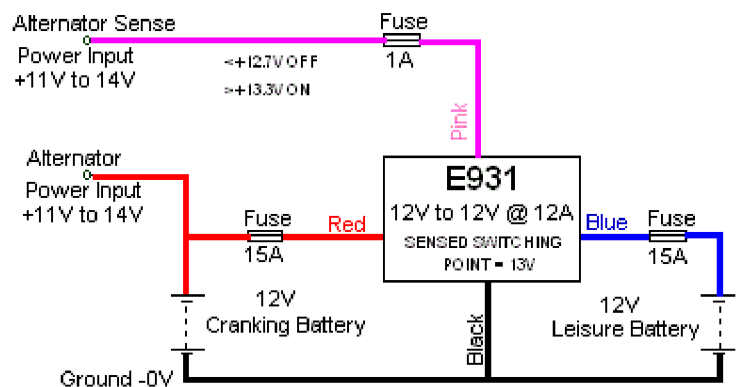 Alternator Sense
Power Input
+11V to 14V
<+12.7V OFF
>+13.3V ON
Fuse
1A
Pink
Alternator
Power Input
+11V to 14V
Fuse
15A
Red
E931
12V to 12V @ 12A
SENSED SWITCHING
POINT = 13V
Blue
Fuse
15A
12V
Cranking Battery
Black
12V
Leisure Battery
Ground -0V